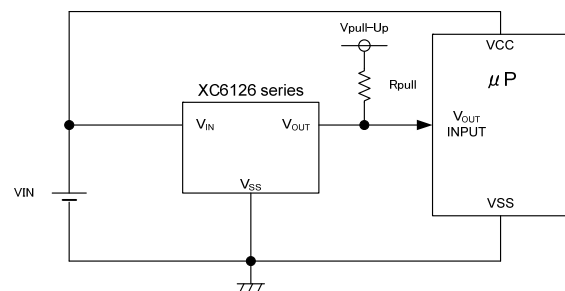 Vpull-Up
VCC
Rpull
μP
XC6126 series
VIN
VOUT
VOUT
INPUT
VSS
VIN
VSS